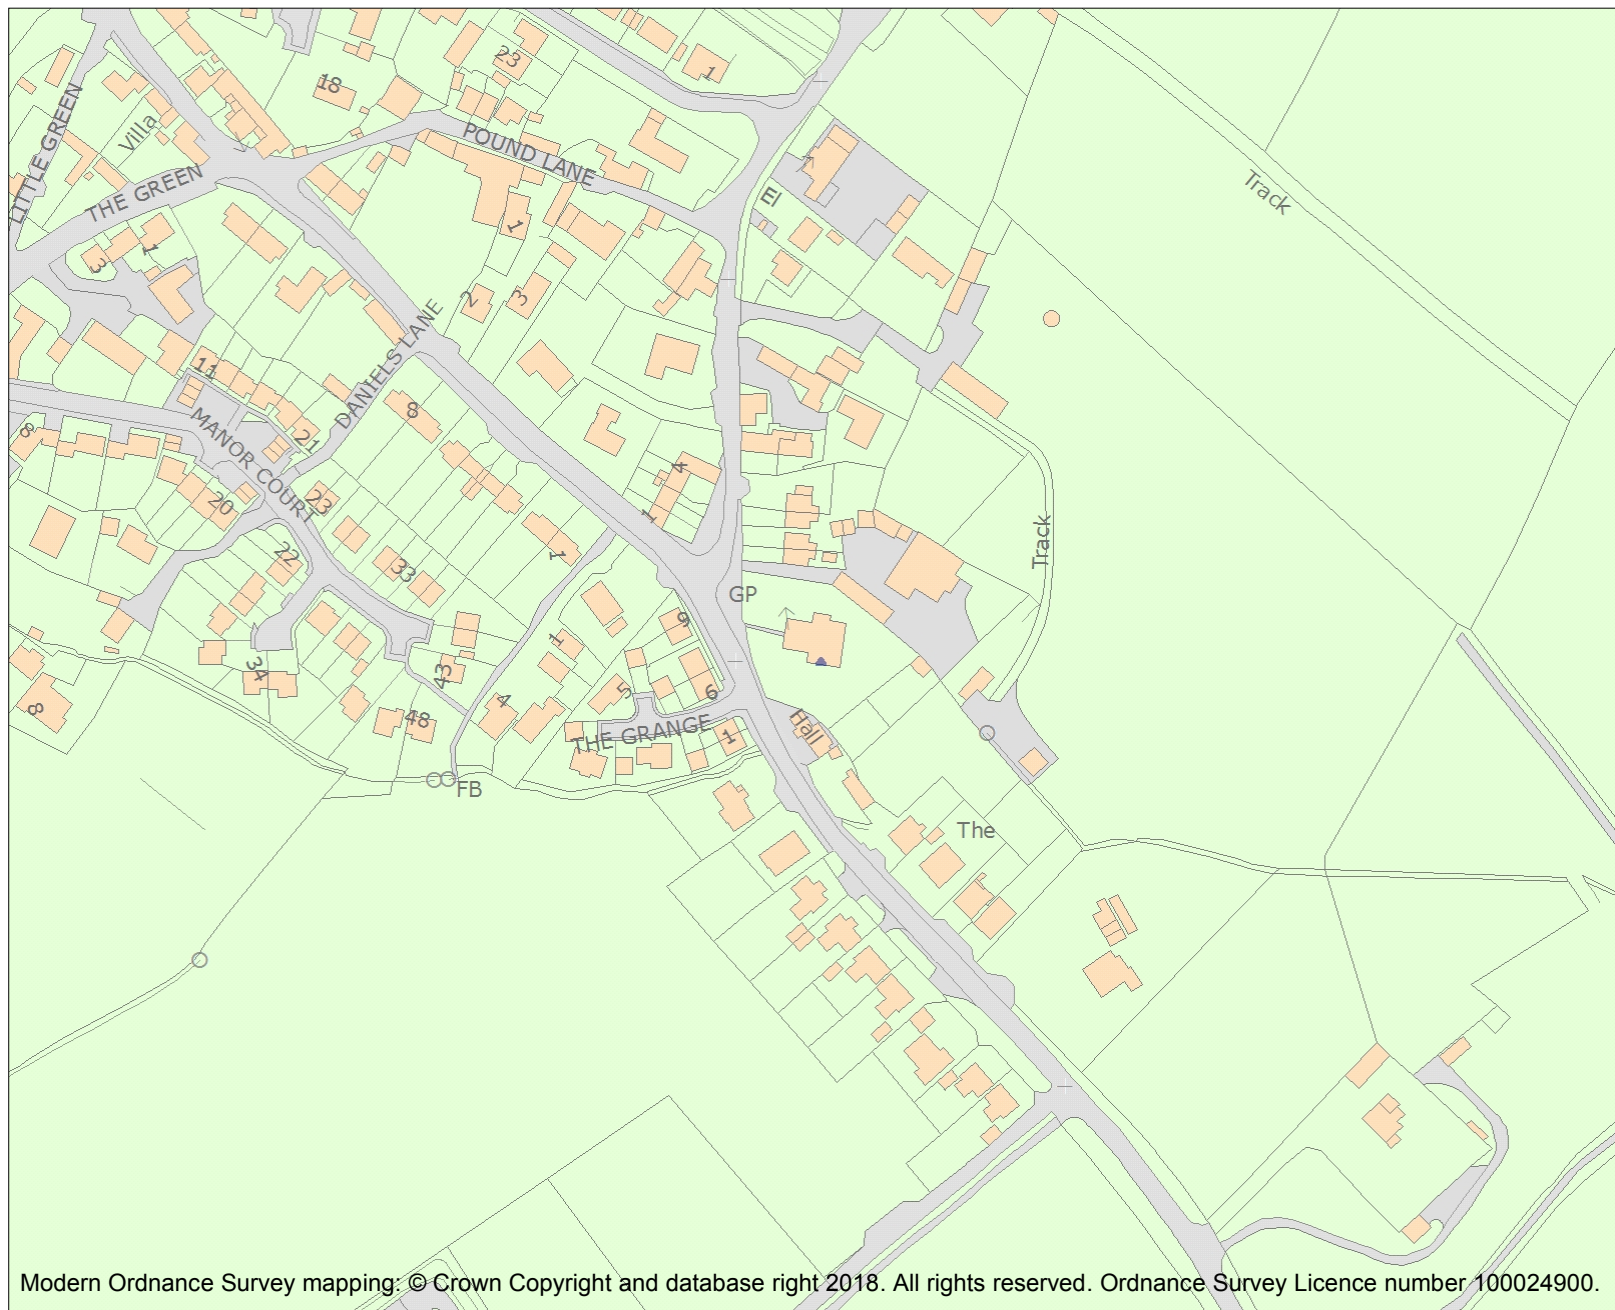 23
1
18
LITTLE GREEN
Villa
POUND LANE
THE GREEN
El
Track
1
1
3
2
3
DANIELS LANE
11
8
8
MANOR COURT
21
4
23
20
1
1
Track
22
33
GP
9
1
34
43
5
6
8
4
48
THE GRANGE
1
Hall
FB
The
Modern Ordnance Survey mapping: © Crown Copyright and database right 2018. All rights reserved. Ordnance Survey Licence number 100024900.